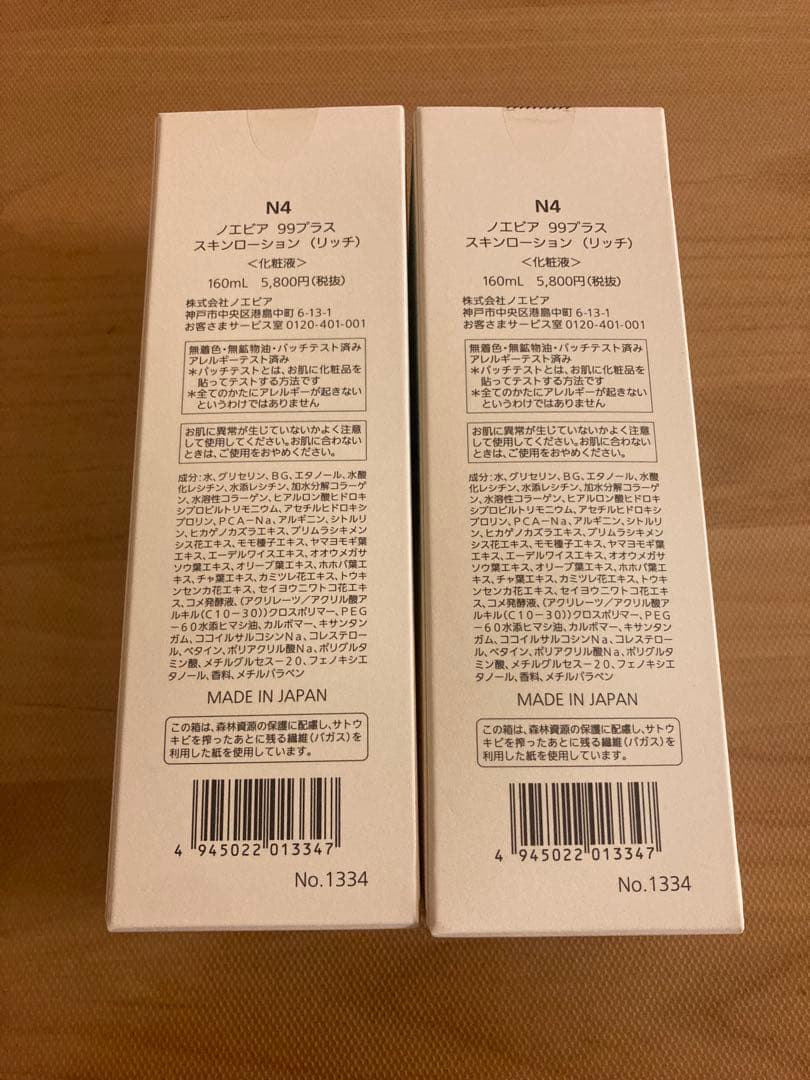 N4
ノエビア 99プラス
スキンローション (リッチ)
<化粧液>
160mL 5,800円(税抜)
株式会社ノエビア
神戸市中央区港島中町 6-13-1
お客さまサービス室 0120-401-001
無着色・無鉱物油・パッチテスト済み
アレルギーテスト済み
*パッチテストとは、お肌に化粧品を
貼ってテストする方法です
*全てのかたにアレルギーが起きない
というわけではありません
お肌に異常が生じていないかよく注意
して使用してください。お肌に合わない
ときは、ご使用をおやめください。
成分:水、グリセリン、BG、エタノール、水酸
化レシチン、水添レシチン、加水分解コラーゲ
ン、水溶性コラーゲン、ヒアルロン酸ヒドロキ
シプロピルトリモニウム、アセチルヒドロキシ
プロリン、PCA-Na、アルギニン、シトルリ
ン、ヒカゲノカズラエキス、プリムラシキメン
シス花エキス、モモ種子エキス、ヤマヨモギ葉
エキス、エーデルワイスエキス、オオウメガサ
ソウ葉エキス、オリーブ葉エキス、ホホバ葉エ
キス、チャ葉エキス、カミツレ花エキス、トウキ
ンセンカ花エキス、セイヨウニワトコ花エキ
ス、コメ発酵液、(アクリレーツ/アクリル酸ア
ルキル(C10-30))クロスポリマー、PEG
-60水添ヒマシ油、カルボマー、キサンタン
ガム、ココイルサルコシンNa、コレステロー
ル、ベタイン、ポリアクリル酸Na、ポリグルタ
ミン酸、メチルグルセス-20、フェノキシエ
タノール、香料、メチルパラベン
MADE IN JAPAN
この箱は、森林資源の保護に配慮し、サトウ
キビを搾ったあとに残る繊維(バガス)を
利用した紙を使用しています。
4 945022 013347
No.1334
N4
ノエビア 99プラス
スキンローション (リッチ)
<化粧液>
160mL 5,800円(税抜)
株式会社ノエビア
神戸市中央区港島中町 6-13-1
お客さまサービス室 0120-401-001
無着色・無鉱物油・パッチテスト済み
アレルギーテスト済み
*パッチテストとは、お肌に化粧品を
貼ってテストする方法です
*全てのかたにアレルギーが起きない
というわけではありません
お肌に異常が生じていないかよく注意
して使用してください。お肌に合わない
ときは、ご使用をおやめください。
成分:水、グリセリン、BG、エタノール、水酸
化レシチン、水添レシチン、加水分解コラーゲ
ン、水溶性コラーゲン、ヒアルロン酸ヒドロキ
シプロピルトリモニウム、アセチルヒドロキシ
プロリン、PCA-Na、アルギニン、シトルリ
ン、ヒカゲノカズラエキス、プリムラシキメン
シス花エキス、モモ種子エキス、ヤマヨモギ葉
エキス、エーデルワイスエキス、オオウメガサ
ソウ葉エキス、オリーブ葉エキス、ホホバ葉エ
キス、チャ葉エキス、カミツレ花エキス、トウキ
ンセンカ花エキス、セイヨウニワトコ花エキ
ス、コメ発酵液、(アクリレーツ/アクリル酸ア
ルキル(C10-30))クロスポリマー、PEG
-60水添ヒマシ油、カルボマー、キサンタン
ガム、ココイルサルコシンNa、コレステロー
ル、ベタイン、ポリアクリル酸Na、ポリグルタ
ミン酸、メチルグルセス-20、フェノキシエ
タノール、香料、メチルパラベン
MADE IN JAPAN
この箱は、森林資源の保護に配慮し、サトウ
キビを搾ったあとに残る繊維(バガス)を
利用した紙を使用しています。
4 945022 013347
No.1334